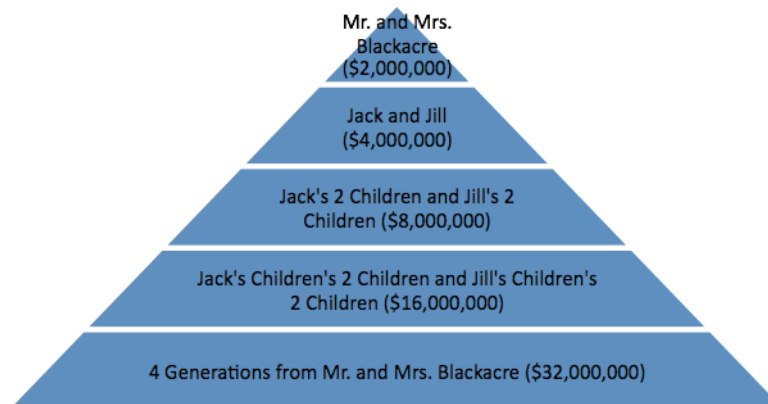 Mr. and Mrs.
Blackacre
($2,000,000)
Jack and Jill
($4,000,000)
Jack's 2 Children and Jill's 2
Children ($8,000,000)
Jack's Children's 2 Children and Jill's Children's
2 Children ($16,000,000)
4 Generations from Mr. and Mrs. Blackacre ($32,000,000)